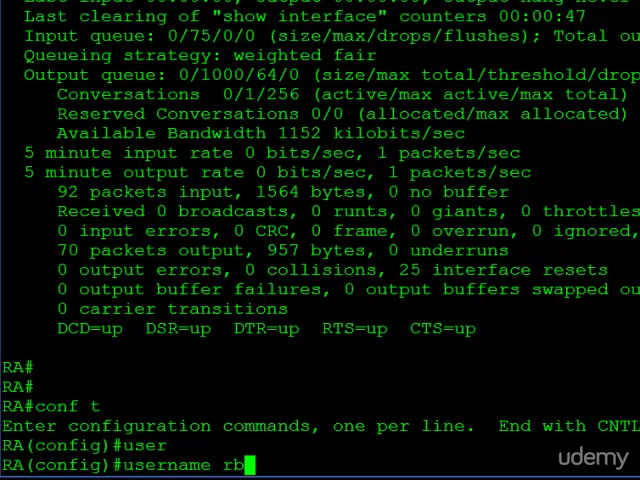 Last clearing of "show interface" counters 00:00:47
Input queue: 0/75/0/0 (size/max/drops/flushes); Total ou
Queueing strategy: weighted fair
Output queue: 0/1000/64/0 (size/max total/threshold/drop
Conversations  0/1/256 (active/max active/max total)
Reserved Conversations 0/0 (allocated/max allocated)
Available Bandwidth 1152 kilobits/sec
5 minute input rate 0 bits/sec, 1 packets/sec
5 minute output rate 0 bits/sec, 1 packets/sec
92 packets input, 1564 bytes, 0 no buffer
Received 0 broadcasts, 0 runts, 0 giants, 0 throttles
0 input errors, 0 CRC, 0 frame, 0 overrun, 0 ignored,
70 packets output, 957 bytes, 0 underruns
0 output errors, 0 collisions, 25 interface resets
0 output buffer failures, 0 output buffers swapped ou
0 carrier transitions
DCD=up  DSR=up  DTR=up  RTS=up  CTS=up
RA#
RA#
RA#conf t
Enter configuration commands, one per line.  End with CNTL
RA(config)#user
RA(config)#username rb
udemy